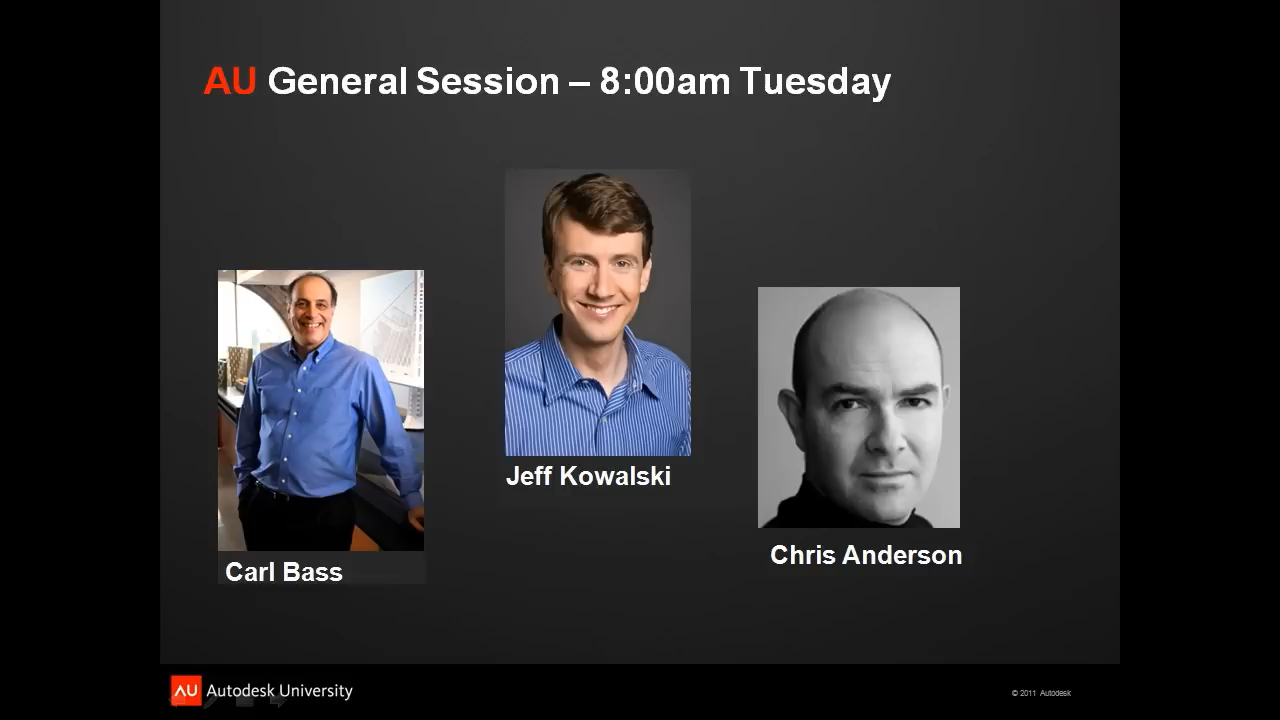 AU General Session – 8:00am Tuesday
Jeff Kowalski
Chris Anderson
Carl Bass
AU Autodesk University
© 2011 Autodesk